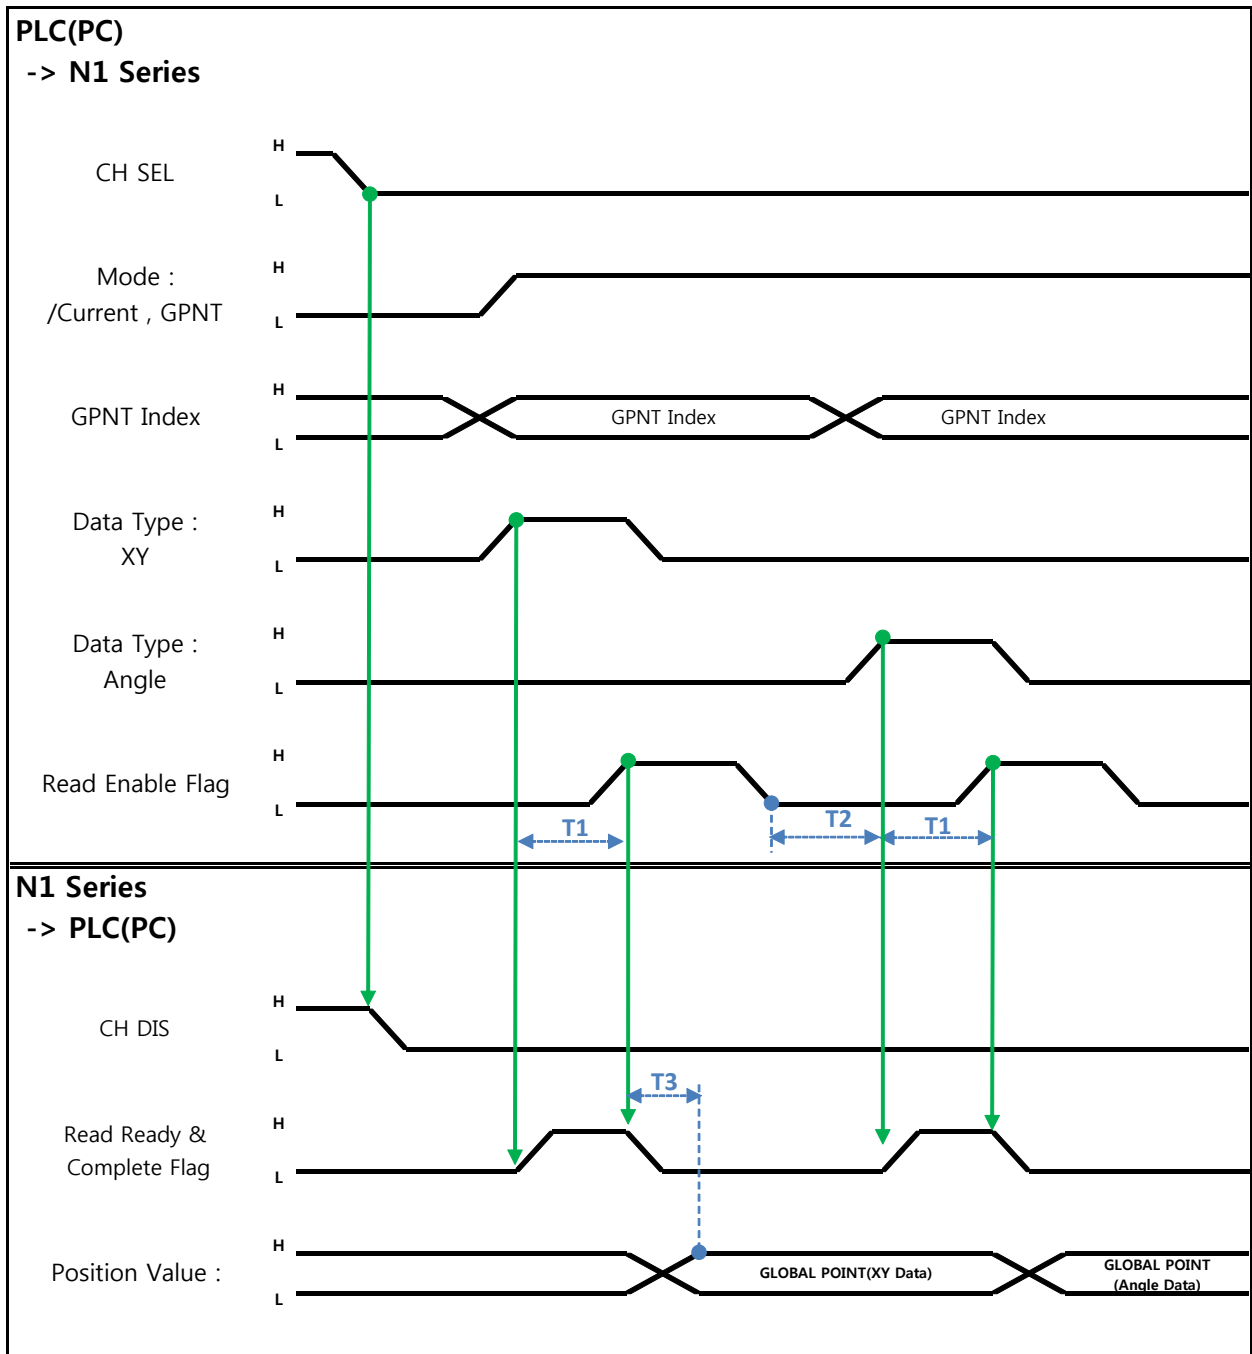 PLC(PC)
-> N1 Series
H
CH SEL
L
H
Mode :
/Current , GPNT
L
H
GPNT Index
GPNT Index
GPNT Index
L
H
Data Type :
XY
L
H
Data Type :
Angle
L
H
Read Enable Flag
L
T1
T2
T1
N1 Series
-> PLC(PC)
H
CH DIS
L
T3
H
Read Ready &
Complete Flag
L
H
Position Value :
GLOBAL POINT(XY Data)
GLOBAL POINT
(Angle Data)
L